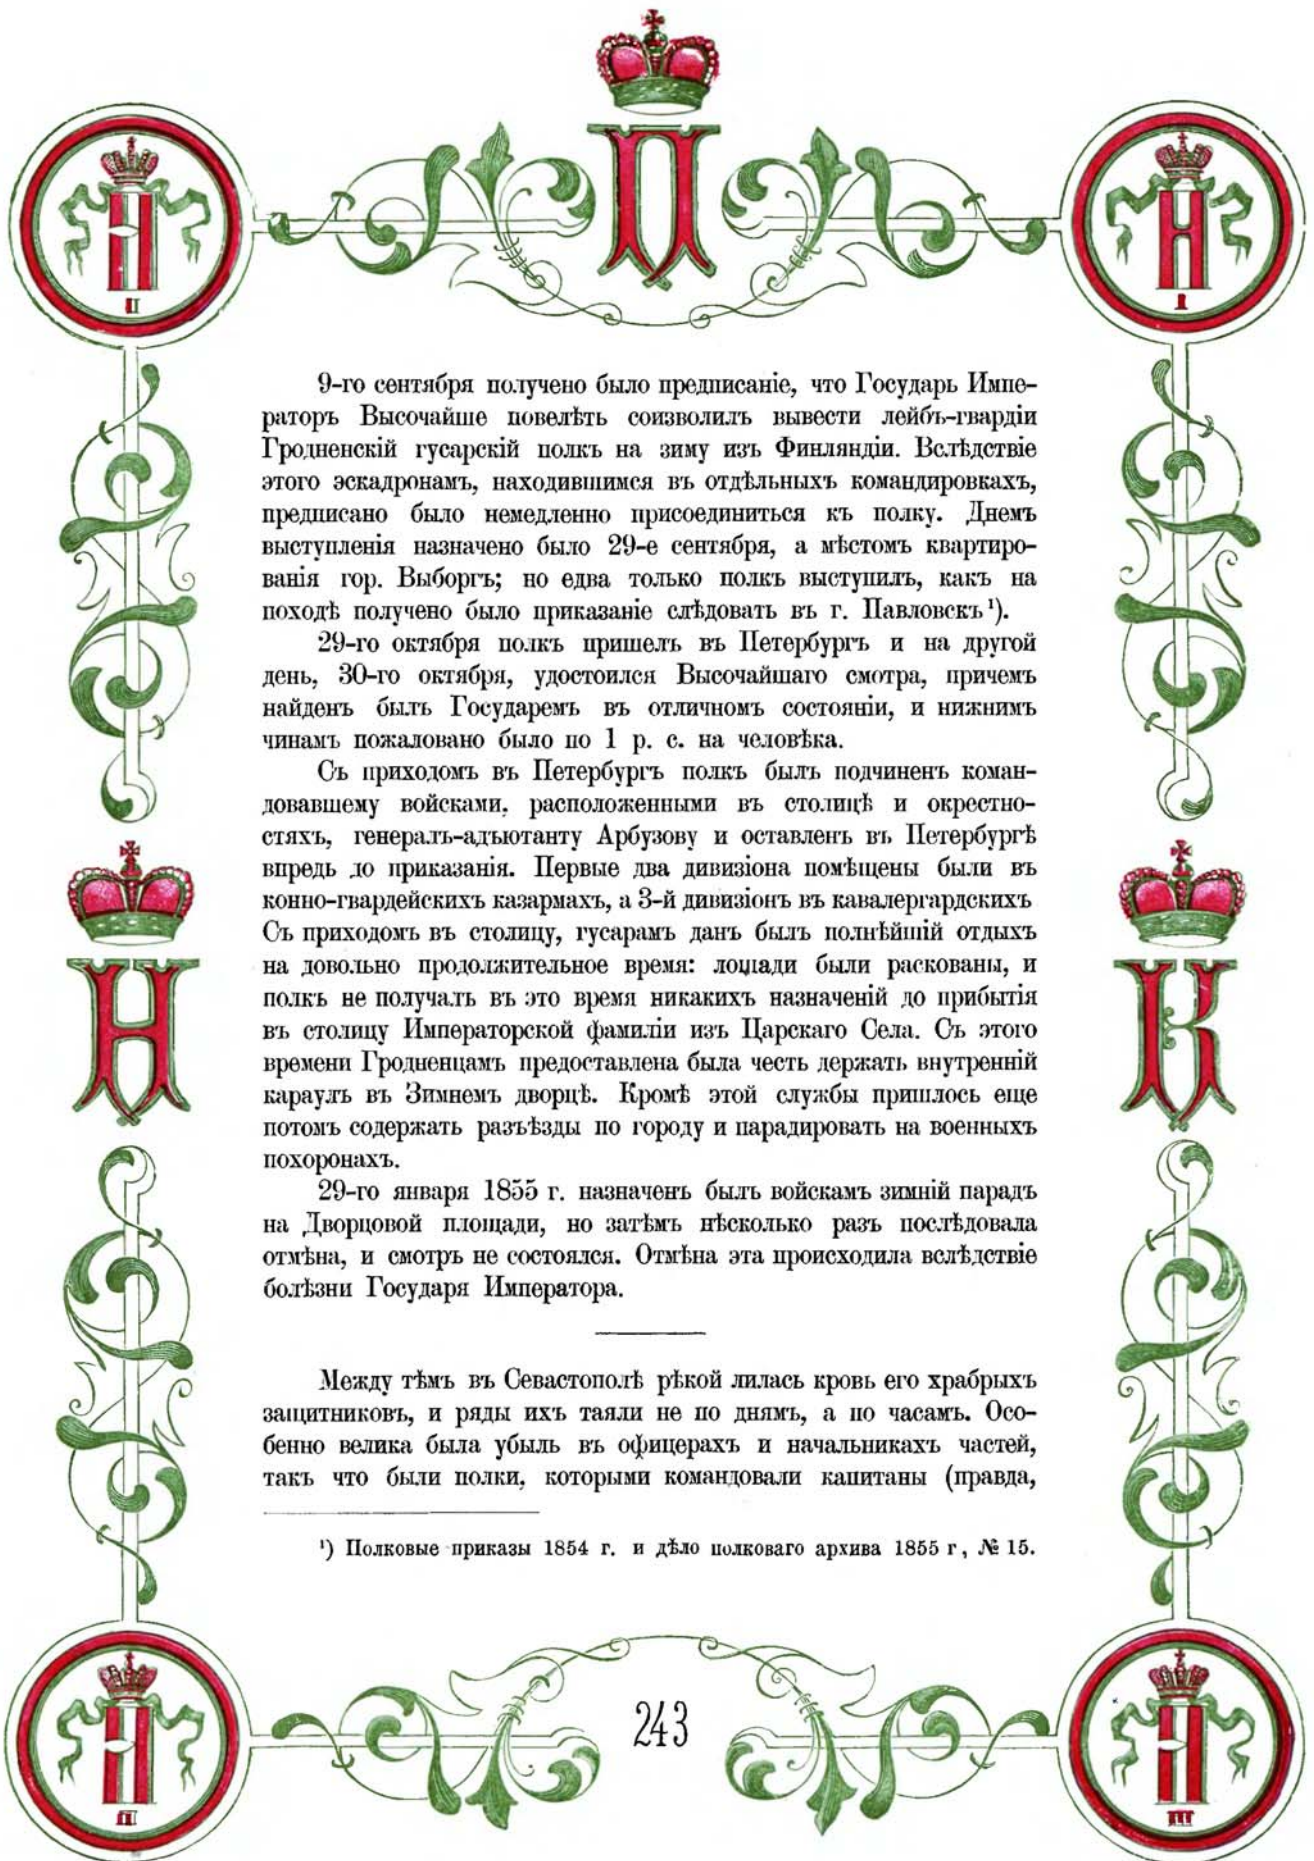 П
II
I
9-го сентября получено было предписаніе, что Государь Импе-
раторъ Высочайше повелѣть соизволилъ вывести лейбъ-гвардіи
Гродненскій гусарскій полкъ на зиму изъ Финляндіи. Вслѣдствіе
этого эскадронамъ, находившимся въ отдѣльныхъ командировкахъ,
предписано было немедленно присоединиться къ полку. Днемъ
выступленія назначено было 29-е сентября, а мѣстомъ квартиро-
ванія гор. Выборгъ; но едва только полкъ выступилъ, какъ на
походѣ получено было приказаніе слѣдовать въ г. Павловскъ¹).
29-го октября полкъ пришелъ въ Петербургъ и на другой
день, 30-го октября, удостоился Высочайшаго смотра, причемъ
найденъ былъ Государемъ въ отличномъ состояніи, и нижнимъ
чинамъ пожаловано было по 1 р. с. на человѣка.
Съ приходомъ въ Петербургъ полкъ былъ подчиненъ коман-
довавшему войсками, расположенными въ столицѣ и окрестно-
стяхъ, генералъ-адъютанту Арбузову и оставленъ въ Петербургѣ
впредь до приказанія. Первые два дивизіона помѣщены были въ
конно-гвардейскихъ казармахъ, а 3-й дивизіонъ въ кавалергардскихъ
Съ приходомъ въ столицу, гусарамъ данъ былъ полнѣйшій отдыхъ
на довольно продолжительное время: лошади были раскованы, и
полкъ не получалъ въ это время никакихъ назначеній до прибытія
въ столицу Императорской фамиліи изъ Царскаго Села. Съ этого
времени Гродненцамъ предоставлена была честь держать внутренній
караулъ въ Зимнемъ дворцѣ. Кромѣ этой службы пришлось еще
потомъ содержать разъѣзды по городу и парадировать на военныхъ
похоронахъ.
29-го января 1855 г. назначенъ былъ войскамъ зимній парадъ
на Дворцовой площади, но затѣмъ нѣсколько разъ послѣдовала
отмѣна, и смотръ не состоялся. Отмѣна эта происходила вслѣдствіе
болѣзни Государя Императора.
Между тѣмъ въ Севастополѣ рѣкой лилась кровь его храбрыхъ
защитниковъ, и ряды ихъ таяли не по днямъ, а по часамъ. Осо-
бенно велика была убыль въ офицерахъ и начальникахъ частей,
такъ что были полки, которыми командовали капитаны (правда,
¹) Полковые приказы 1854 г. и дѣло полковаго архива 1855 г, № 15.
Н
К
II
III
243